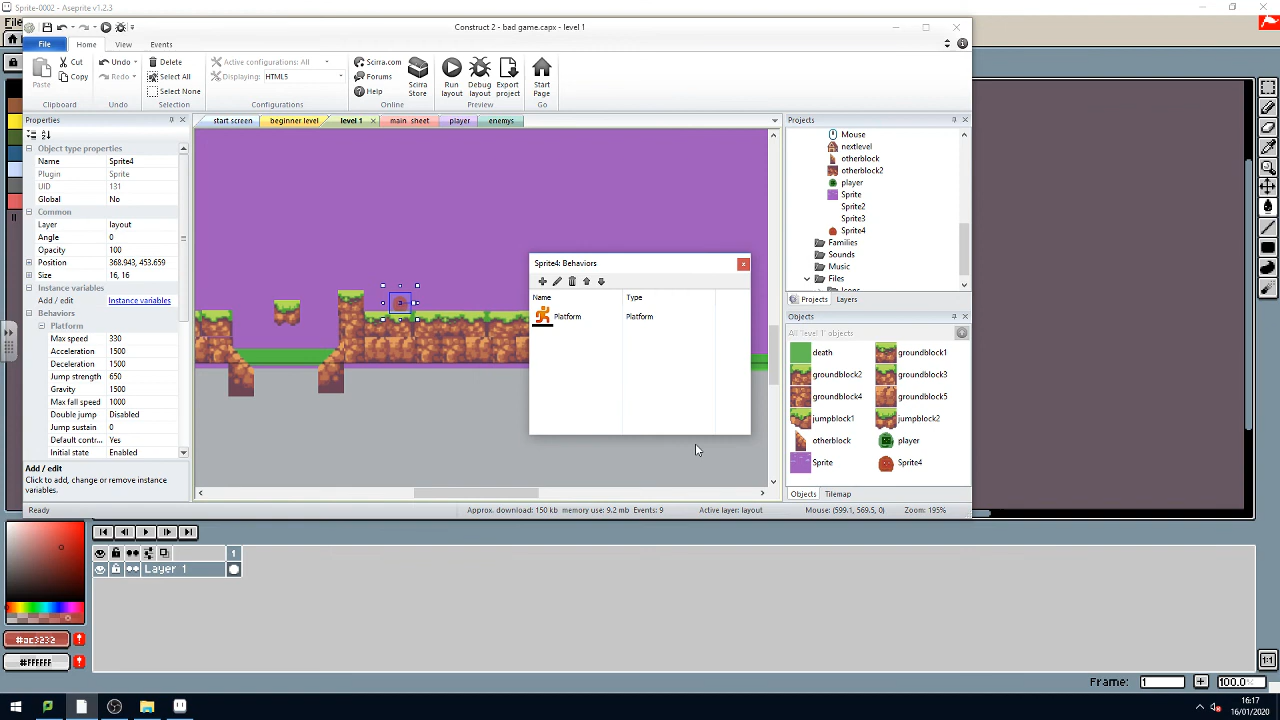 Sprite-0002 - Aseprite v1.2.3
File
Construct 2 - bad game.capx - level 1
File Home View Events
Paste
Cut
Copy
Clipboard
Undo
Redo
Undo
Delete
Select All
Select None
Selection
Active configurations: All
Displaying: HTML5
Configurations
Scirra.com
Forums
Help
Scirra Store
Online
Run layout
Debug layout
Export project
Preview
Start Page
Go
Properties
start screen beginner level level 1 main sheet player enemys
Object type properties
Name Sprite4
Plugin Sprite
UID 131
Global No
Common
Layer layout
Angle 0
Opacity 100
Position 368.943, 453.659
Size 16, 16
Instance variables
Add / edit Instance variables
Behaviors
Platform
Max speed 330
Acceleration 1500
Deceleration 1500
Jump strength 650
Gravity 1500
Max fall speed 1000
Double jump Disabled
Jump sustain 0
Default contr... Yes
Initial state Enabled
Add / edit
Click to add, change or remove instance variables.
Sprite4: Behaviors
Name Type
Platform Platform
Projects
Mouse
nextlevel
otherblock
otherblock2
player
Sprite
Sprite2
Sprite3
Sprite4
Families
Sounds
Music
Files
Projects Layers
Objects
All 'level 1' objects
death groundblock1
groundblock2 groundblock3
groundblock4 groundblock5
jumpblock1 jumpblock2
otherblock player
Sprite Sprite4
Objects Tilemap
Ready Approx. download: 150 kb memory use: 9.2 mb Events: 9 Active layer: layout Mouse: (599.1, 569.5, 0) Zoom: 195%
1
Layer 1
#ac3232
#ffffff
Frame: 1 100.0%
1:1
16:17
16/01/2020